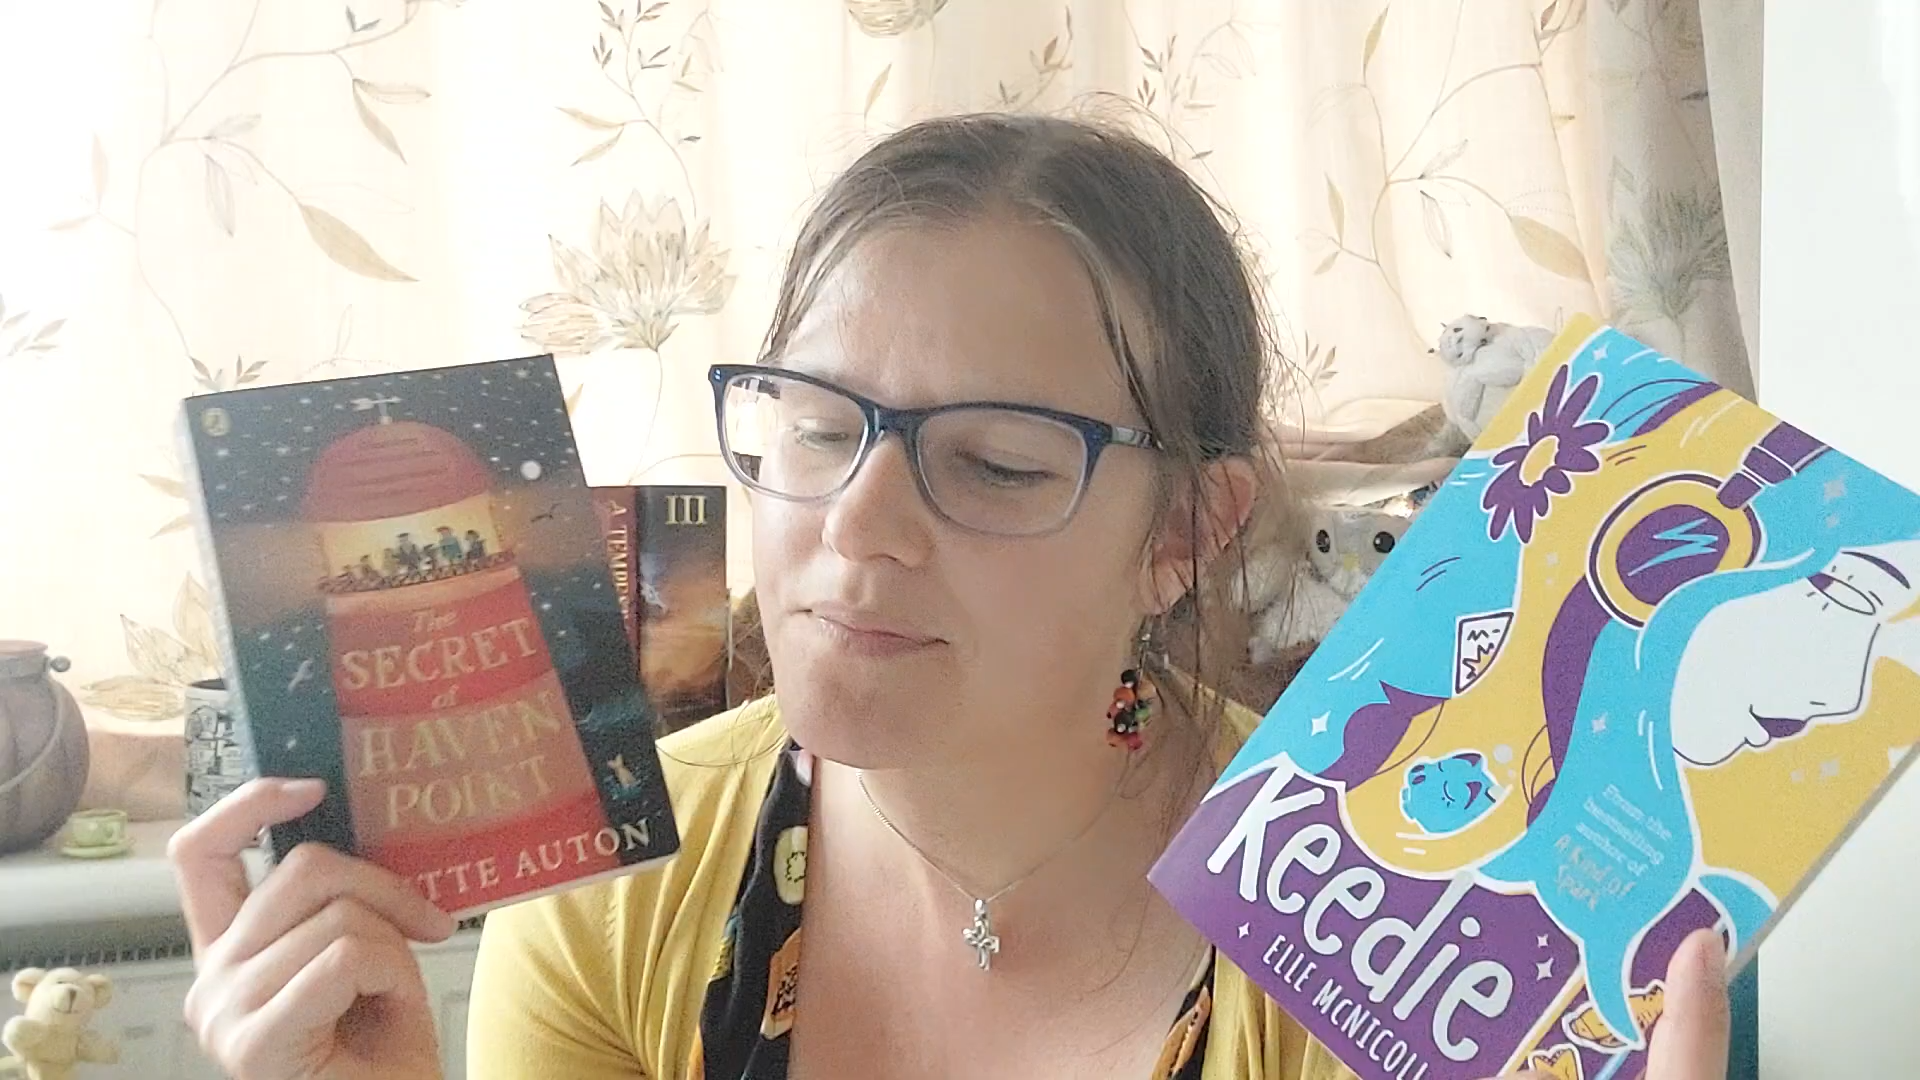 The
SECRET
of
HAVEN
POINT
TTE AUTON
III
A TEMPEST
From the
bestselling
author of
A Kind of
Spark
Keedie
ELLE McNICOLL